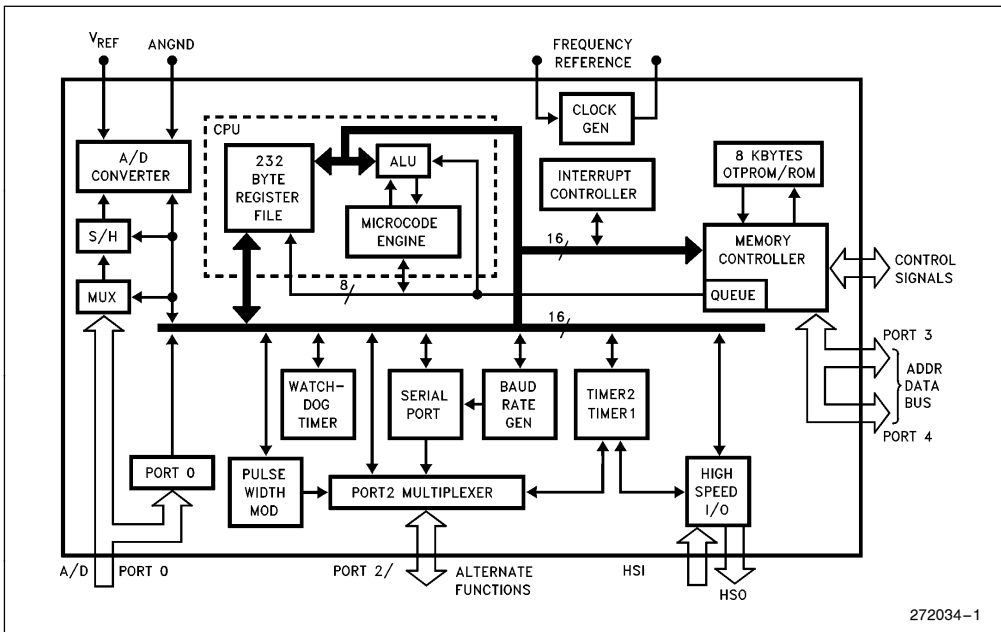 VREF
ANGND
FREQUENCY
REFERENCE
CPU
CLOCK
GEN
A/D
CONVERTER
232
BYTE
REGISTER
FILE
ALU
INTERRUPT
CONTROLLER
8 KBYTES
OTPROM/ROM
S/H
MICROCODE
ENGINE
16
MEMORY
CONTROLLER
CONTROL
SIGNALS
MUX
8
QUEUE
16
PORT 3
ADDR
DATA
BUS
PORT 4
WATCH-
DOG
TIMER
SERIAL
PORT
BAUD
RATE
GEN
TIMER2
TIMER1
PORT 0
PULSE
WIDTH
MOD
PORT2 MULTIPLEXER
HIGH
SPEED
I/O
A/D
PORT 0
PORT 2/
ALTERNATE
FUNCTIONS
HSI
HSO
272034-1